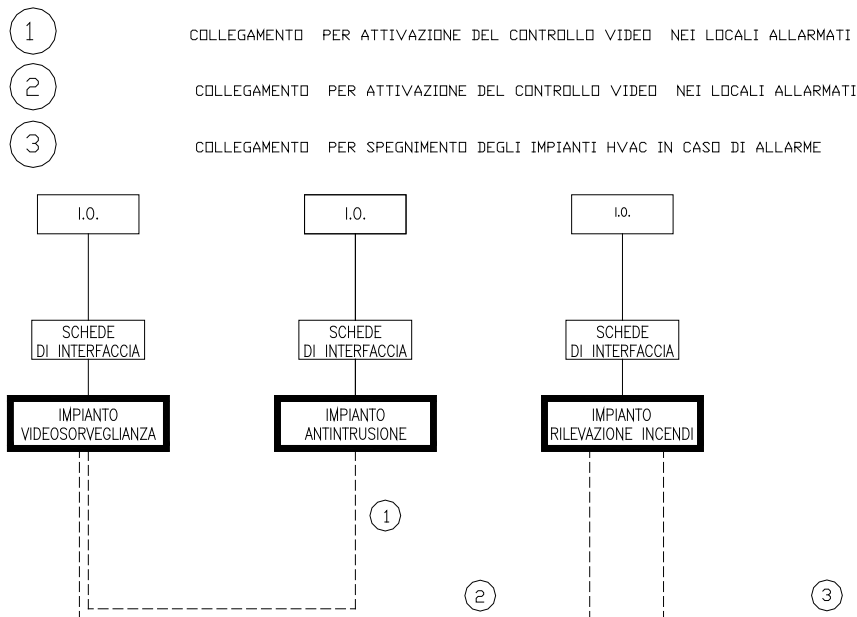 1 COLLEGAMENTO PER ATTIVAZIONE DEL CONTROLLO VIDEO NEI LOCALI ALLARMATI
2 COLLEGAMENTO PER ATTIVAZIONE DEL CONTROLLO VIDEO NEI LOCALI ALLARMATI
3 COLLEGAMENTO PER SPEGNIMENTO DEGLI IMPIANTI HVAC IN CASO DI ALLARME
I.O.
I.O.
I.O.
SCHEDE
DI INTERFACCIA
SCHEDE
DI INTERFACCIA
SCHEDE
DI INTERFACCIA
IMPIANTO
VIDEOSORVEGLIANZA
IMPIANTO
ANTINTRUSIONE
IMPIANTO
RILEVAZIONE INCENDI
1
2
3